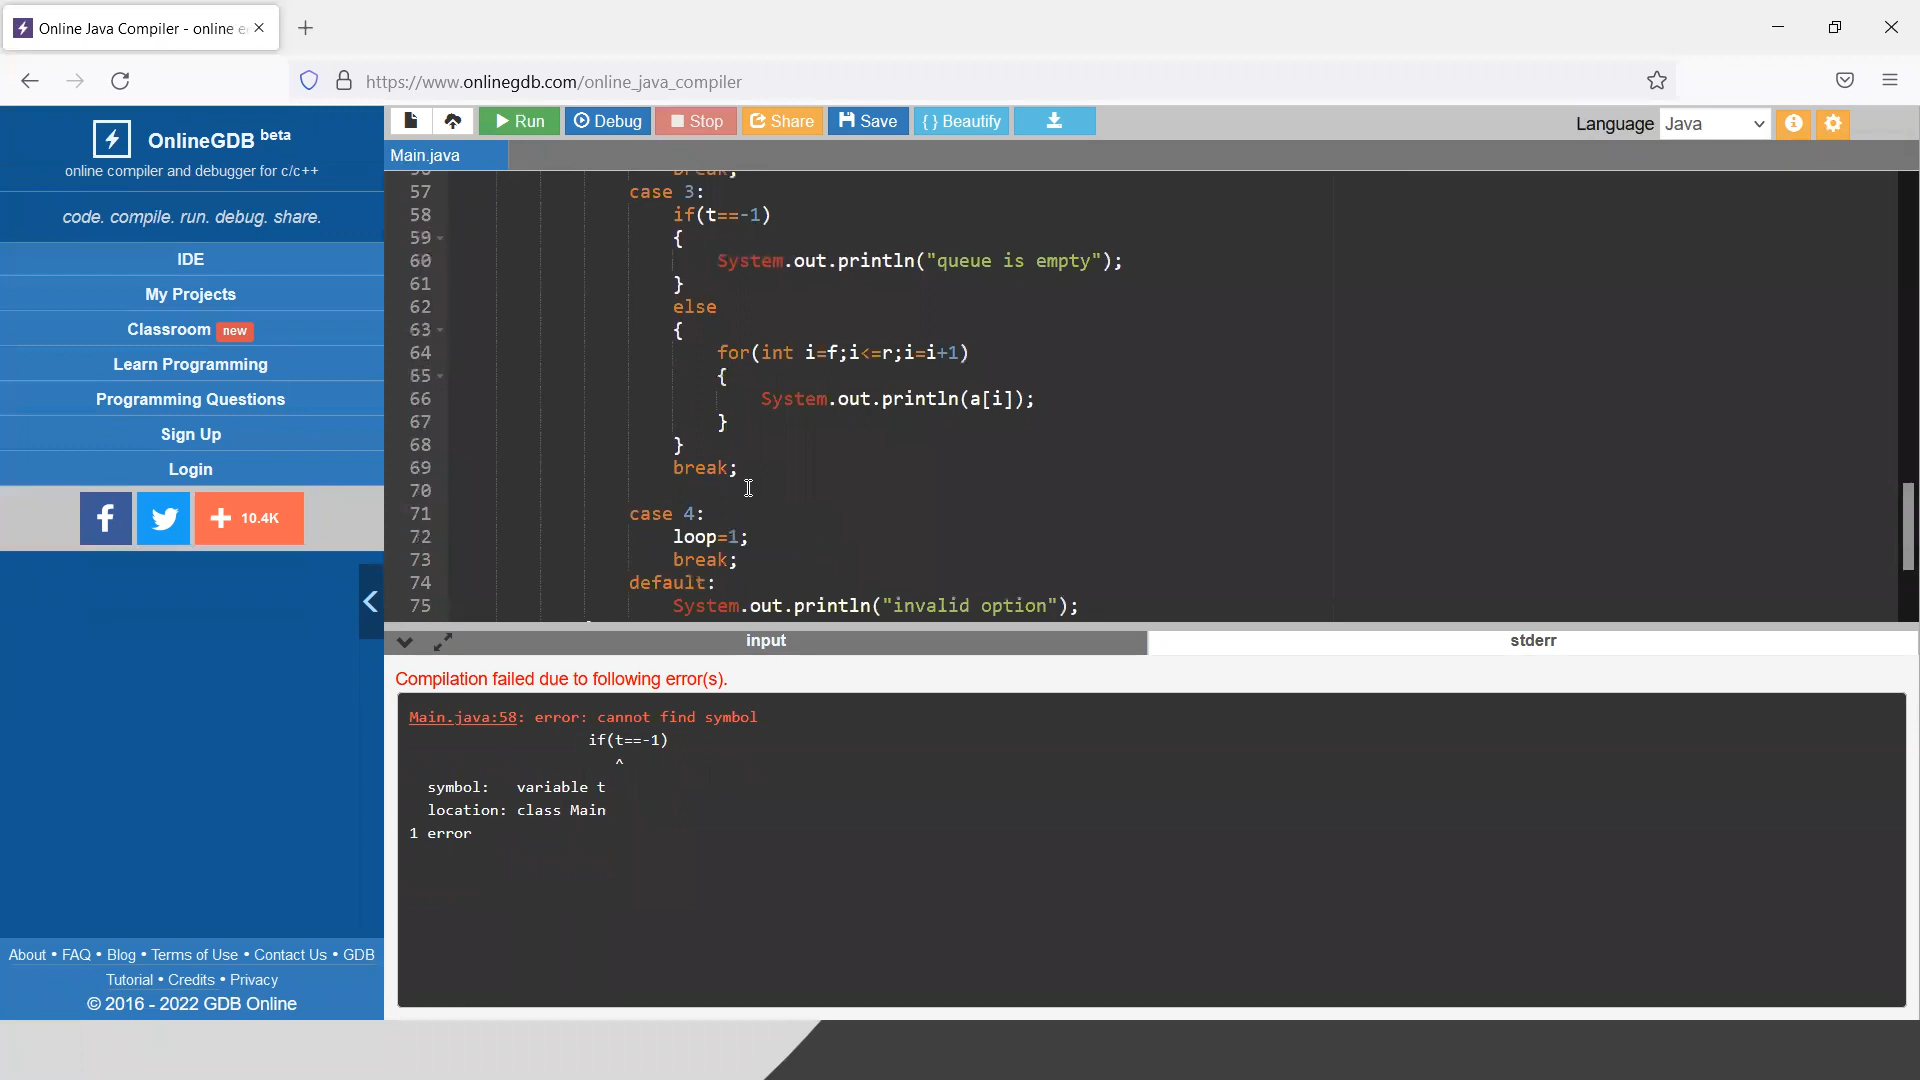 Online Java Compiler - online e
https://www.onlinegdb.com/online_java_compiler
OnlineGDB beta
online compiler and debugger for c/c++
code. compile. run. debug. share.
IDE
My Projects
Classroom new
Learn Programming
Programming Questions
Sign Up
Login
f
10.4K
About • FAQ • Blog • Terms of Use • Contact Us • GDB
Tutorial • Credits • Privacy
© 2016 - 2022 GDB Online
Run Debug Stop Share Save { } Beautify
Language Java
Main.java
56 break;
57 case 3:
58 if(t==-1)
59 {
60 System.out.println("queue is empty");
61 }
62 else
63 {
64 for(int i=f;i<=r;i=i+1)
65 {
66 System.out.println(a[i]);
67 }
68 }
69 break;
70
71 case 4:
72 loop=1;
73 break;
74 default:
75 System.out.println("invalid option");
input
stderr
Compilation failed due to following error(s).
Main.java:58: error: cannot find symbol
if(t==-1)
^
symbol: variable t
location: class Main
1 error